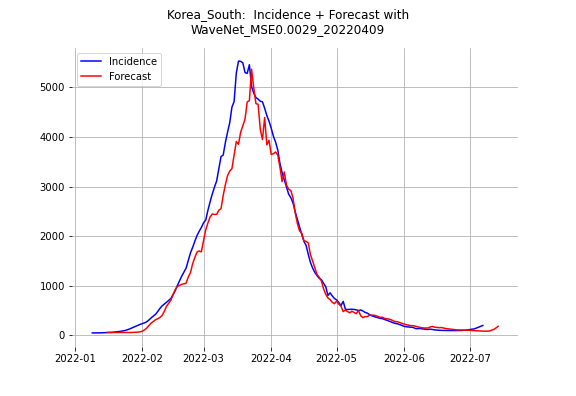 Korea_South:  Incidence + Forecast with
WaveNet_MSE0.0029_20220409
Incidence
Forecast
5000
4000
3000
2000
1000
0
2022-01 2022-02 2022-03 2022-04 2022-05 2022-06 2022-07